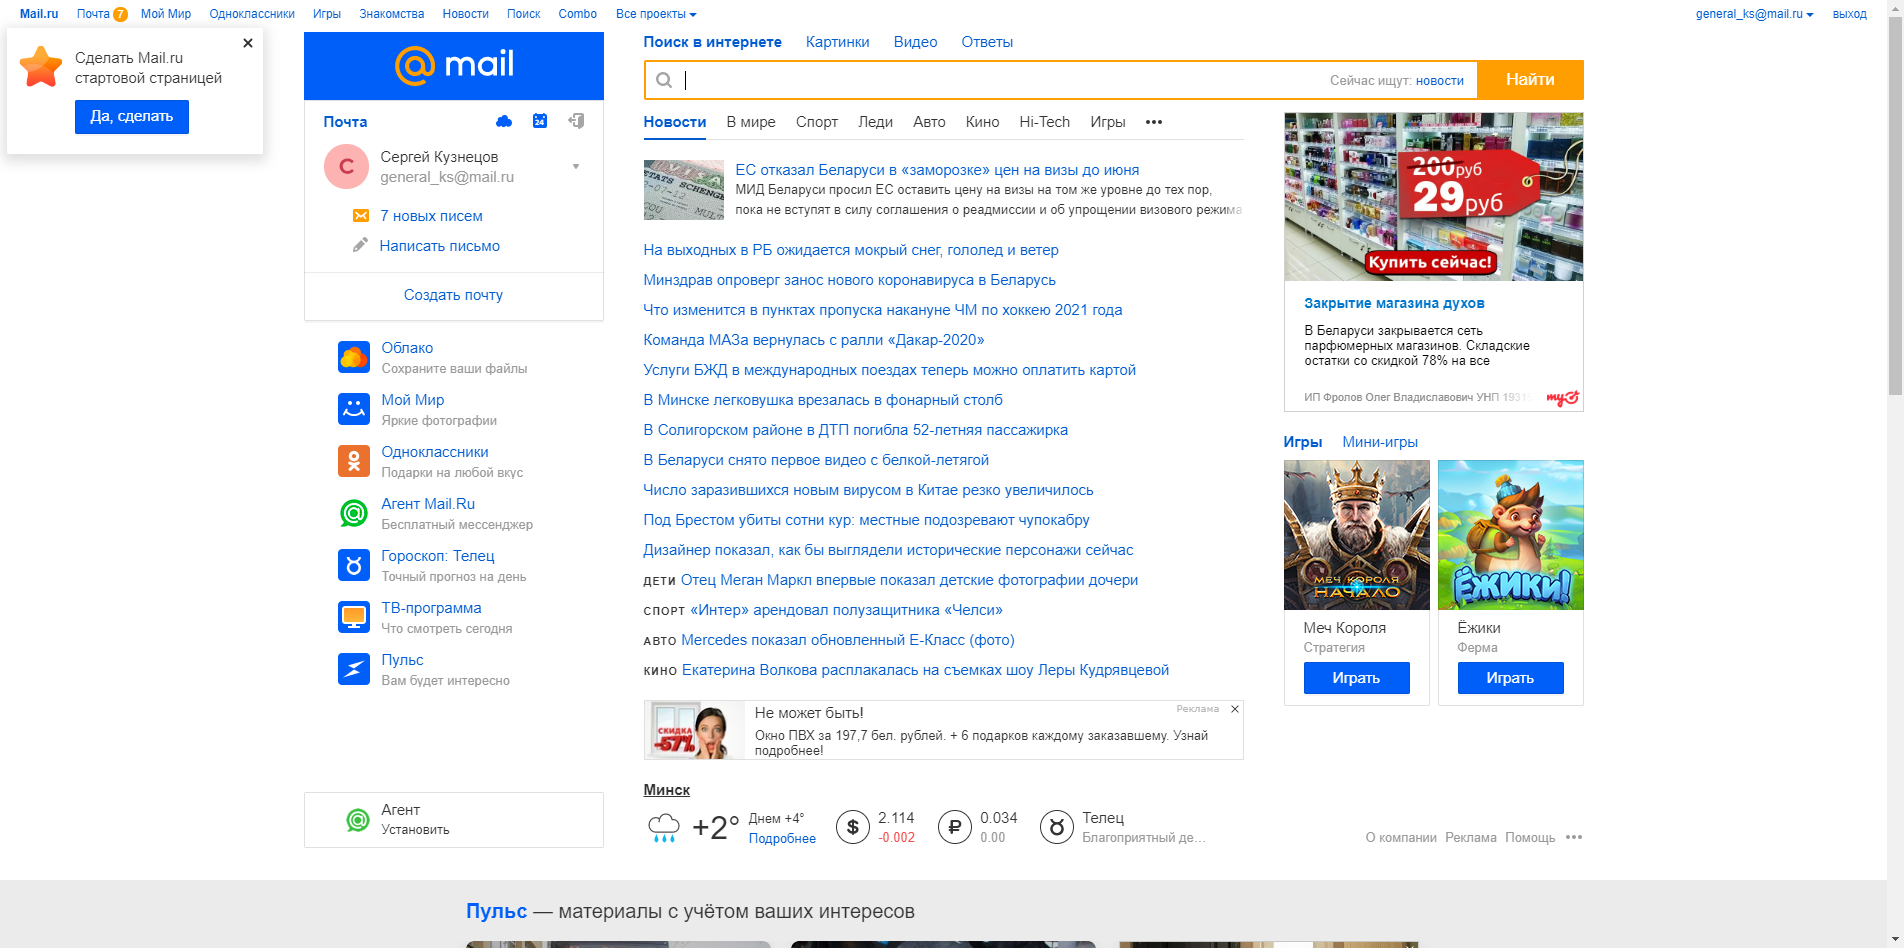 Mail.ru Почта 7 Мой Мир Одноклассники Игры Знакомства Новости Поиск Combo Все проекты general_ks@mail.ru выход
Сделать Mail.ru
стартовой страницей
Да, сделать
@mail
Почта
24
С
Сергей Кузнецов
general_ks@mail.ru
7 новых писем
Написать письмо
Создать почту
Облако
Сохраните ваши файлы
Мой Мир
Яркие фотографии
Одноклассники
Подарки на любой вкус
Агент Mail.Ru
Бесплатный мессенджер
Гороскоп: Телец
Точный прогноз на день
ТВ-программа
Что смотреть сегодня
Пульс
Вам будет интересно
Агент
Установить
Поиск в интернете Картинки Видео Ответы
Сейчас ищут: новости Найти
Новости В мире Спорт Леди Авто Кино Hi-Tech Игры •••
ETATS SCHENGE
MULT
ЕС отказал Беларуси в «заморозке» цен на визы до июня
МИД Беларуси просил ЕС оставить цену на визы на том же уровне до тех пор,
пока не вступят в силу соглашения о реадмиссии и об упрощении визового режима
На выходных в РБ ожидается мокрый снег, гололед и ветер
Минздрав опроверг занос нового коронавируса в Беларусь
Что изменится в пунктах пропуска накануне ЧМ по хоккею 2021 года
Команда МАЗа вернулась с ралли «Дакар-2020»
Услуги БЖД в международных поездах теперь можно оплатить картой
В Минске легковушка врезалась в фонарный столб
В Солигорском районе в ДТП погибла 52-летняя пассажирка
В Беларуси снято первое видео с белкой-летягой
Число заразившихся новым вирусом в Китае резко увеличилось
Под Брестом убиты сотни кур: местные подозревают чупокабру
Дизайнер показал, как бы выглядели исторические персонажи сейчас
ДЕТИ Отец Меган Маркл впервые показал детские фотографии дочери
СПОРТ «Интер» арендовал полузащитника «Челси»
АВТО Mercedes показал обновленный E-Класс (фото)
КИНО Екатерина Волкова расплакалась на съемках шоу Леры Кудрявцевой
СКИДКА
-57%
Не может быть!
Реклама
Окно ПВХ за 197,7 бел. рублей. + 6 подарков каждому заказавшему. Узнай
подробнее!
Минск
+2°
Днем +4°
Подробнее
$
2.114
-0.002
₽
0.034
0.00
Телец
Благоприятный де...
200руб
29руб
Купить сейчас!
Закрытие магазина духов
В Беларуси закрывается сеть
парфюмерных магазинов. Складские
остатки со скидкой 78% на все
ИП Фролов Олег Владиславович УНП 1931
my
Игры Мини-игры
МЕЧ КОРОЛЯ
НАЧАЛО
Меч Короля
Стратегия
Играть
ЁЖИКИ!
Ёжики
Ферма
Играть
О компании Реклама Помощь •••
Пульс — материалы с учётом ваших интересов